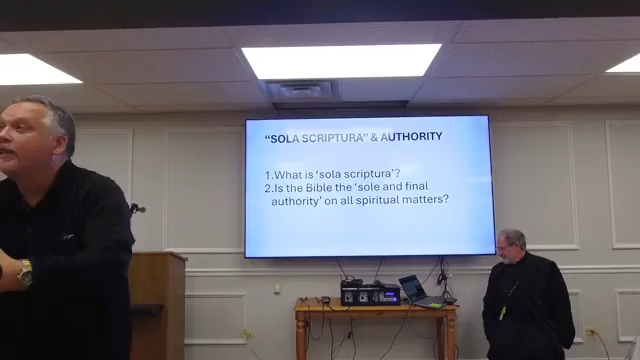 "SOLA SCRIPTURA" & AUTHORITY
1.What is 'sola scriptura'?
2.Is the Bible the 'sole and final
authority' on all spiritual matters?